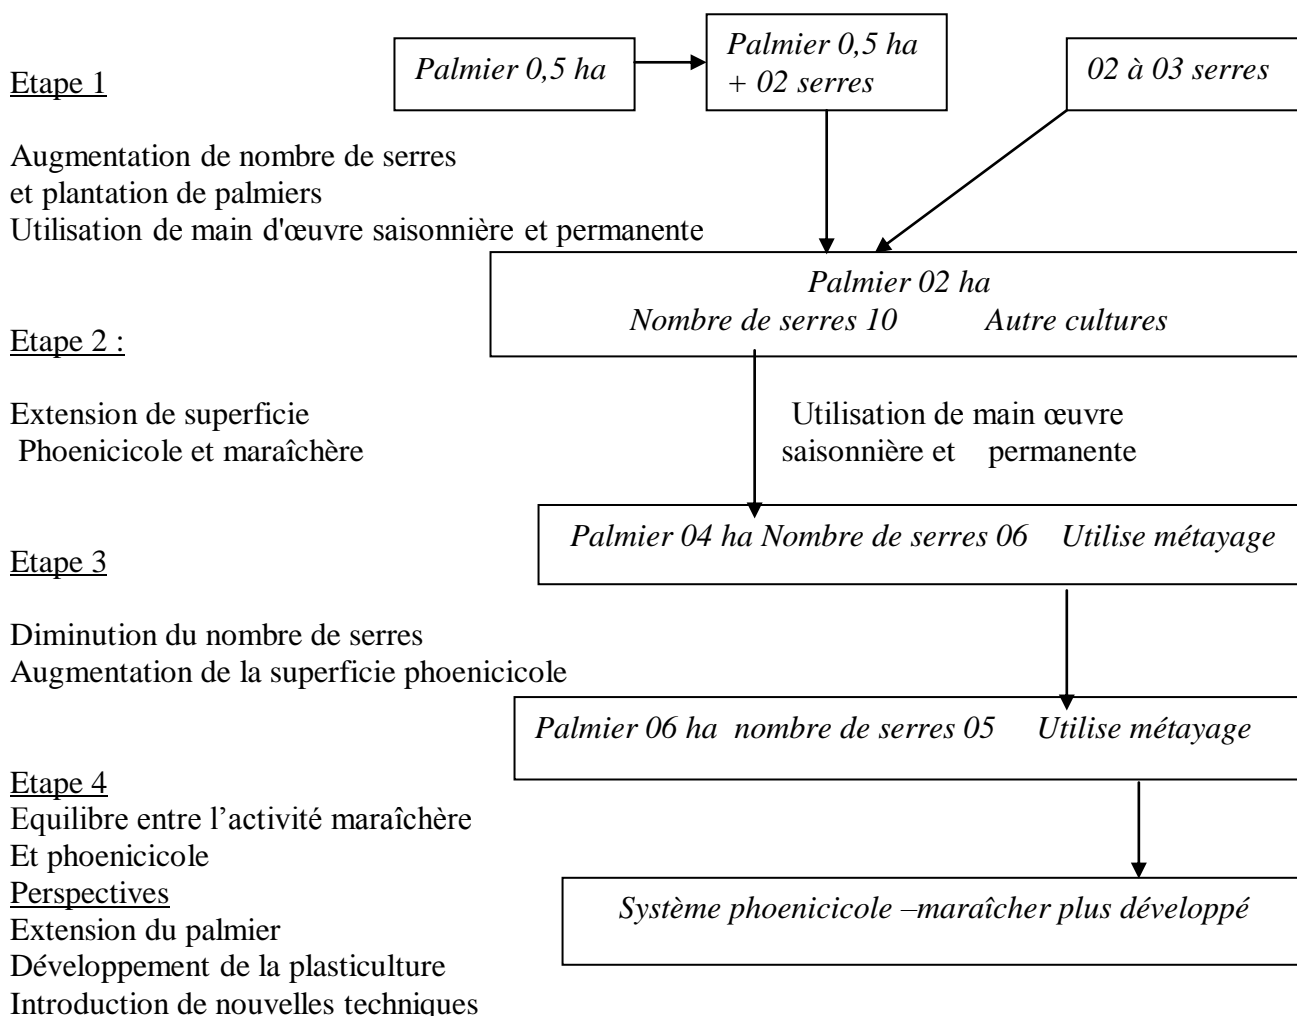 Etape 1
Palmier 0,5 ha
Palmier 0,5 ha
+ 02 serres
02 à 03 serres
Augmentation de nombre de serres
et plantation de palmiers
Utilisation de main d'œuvre saisonnière et permanente
Palmier 02 ha
Nombre de serres 10 Autre cultures
Etape 2 :
Extension de superficie
Phoenicicole et maraîchère
Utilisation de main œuvre
saisonnière et permanente
Palmier 04 ha Nombre de serres 06 Utilise métayage
Etape 3
Diminution du nombre de serres
Augmentation de la superficie phoenicicole
Palmier 06 ha nombre de serres 05 Utilise métayage
Etape 4
Equilibre entre l’activité maraîchère
Et phoenicicole
Perspectives
Extension du palmier
Développement de la plasticulture
Introduction de nouvelles techniques
Système phoenicicole –maraîcher plus développé